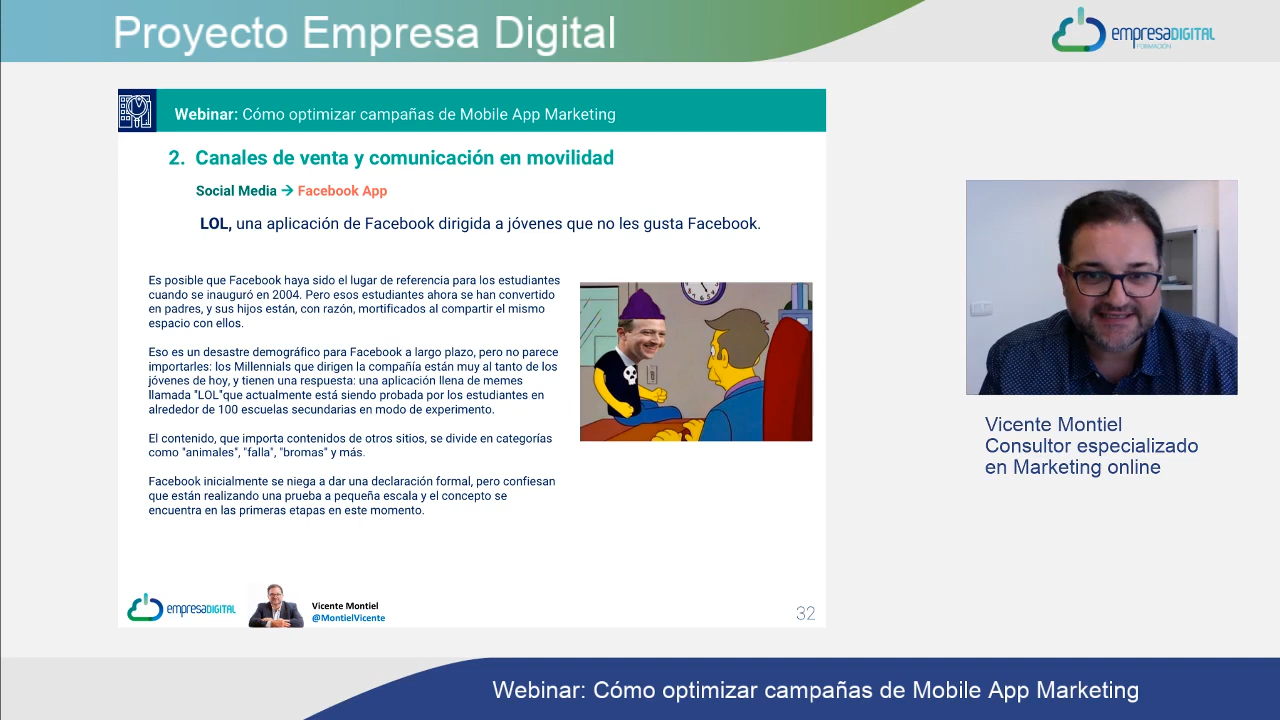 Proyecto Empresa Digital
empresaDIGITAL
FORMACIÓN
Webinar: Cómo optimizar campañas de Mobile App Marketing
2. Canales de venta y comunicación en movilidad
Social Media → Facebook App
LOL, una aplicación de Facebook dirigida a jóvenes que no les gusta Facebook.
Es posible que Facebook haya sido el lugar de referencia para los estudiantes
cuando se inauguró en 2004. Pero esos estudiantes ahora se han convertido
en padres, y sus hijos están, con razón, mortificados al compartir el mismo
espacio con ellos.
Eso es un desastre demográfico para Facebook a largo plazo, pero no parece
importarles: los Millennials que dirigen la compañía están muy al tanto de los
jóvenes de hoy, y tienen una respuesta: una aplicación llena de memes
llamada "LOL"que actualmente está siendo probada por los estudiantes en
alrededor de 100 escuelas secundarias en modo de experimento.
El contenido, que importa contenidos de otros sitios, se divide en categorías
como "animales", "falla", "bromas" y más.
Facebook inicialmente se niega a dar una declaración formal, pero confiesan
que están realizando una prueba a pequeña escala y el concepto se
encuentra en las primeras etapas en este momento.
empresaDIGITAL
Vicente Montiel
@MontielVicente
32
Vicente Montiel
Consultor especializado
en Marketing online
Webinar: Cómo optimizar campañas de Mobile App Marketing